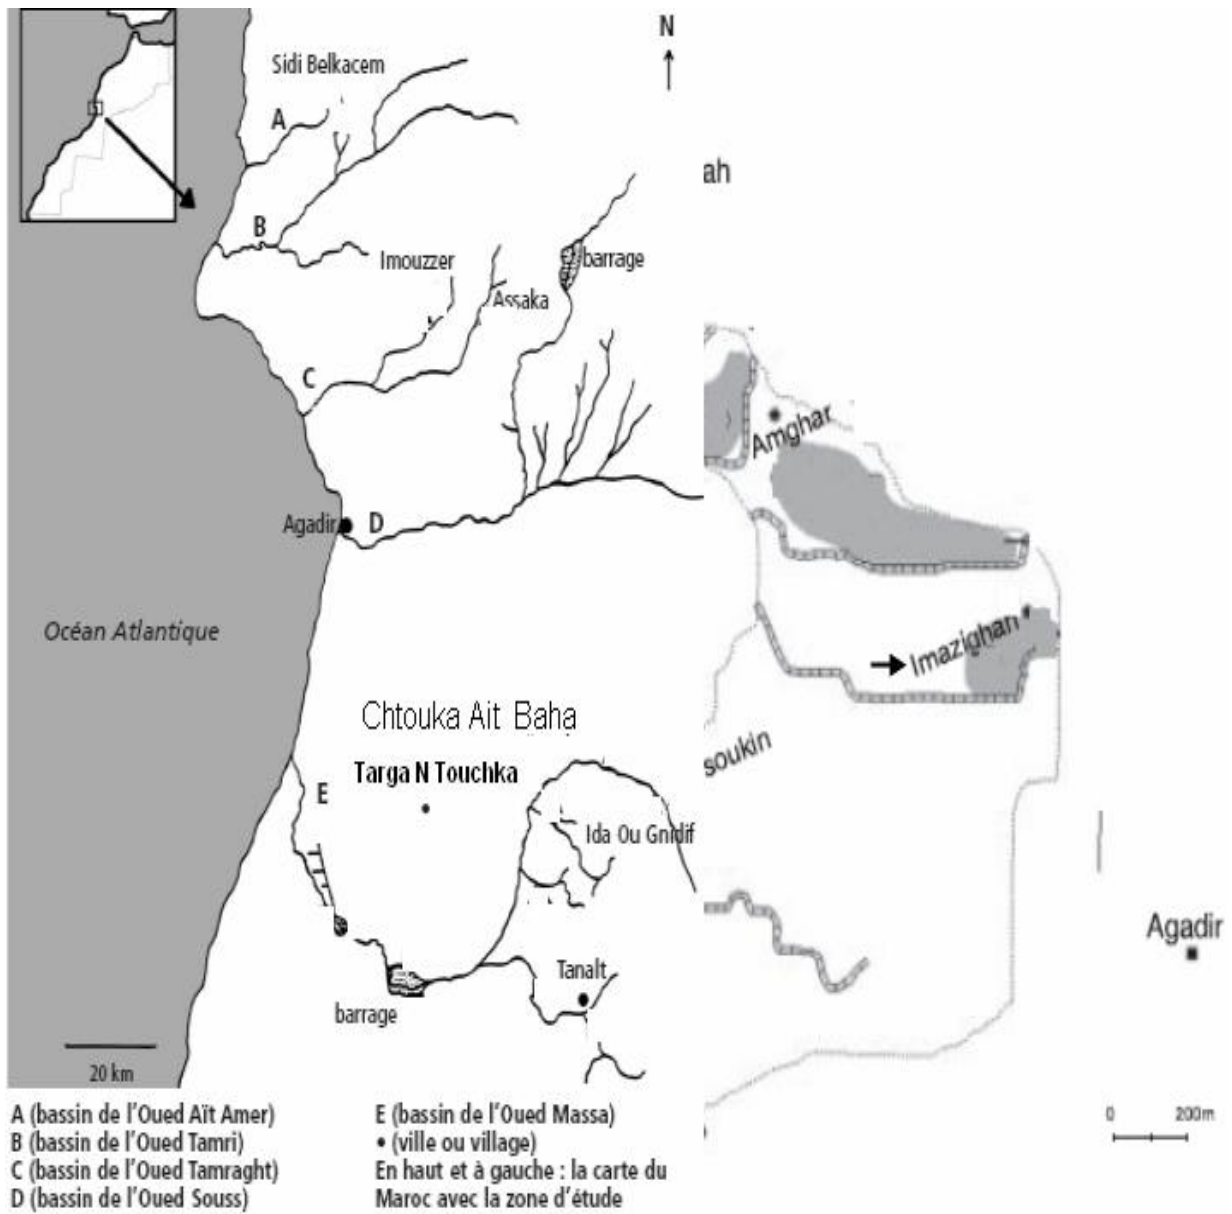 N
Sidi Belkacem
A
ah
B
Imouzzer
barrage
Assaka
C
Amghar
Agadir
D
Océan Atlantique
Imazighan
Chtouka Ait Baha
soukin
Targa N Touchka
E
Ida Ou Gnidif
Agadir
Tanalt
barrage
20 km
0 200m
A (bassin de l'Oued Aït Amer)
B (bassin de l'Oued Tamri)
C (bassin de l'Oued Tamraght)
D (bassin de l'Oued Souss)
E (bassin de l'Oued Massa)
• (ville ou village)
En haut et à gauche : la carte du
Maroc avec la zone d'étude